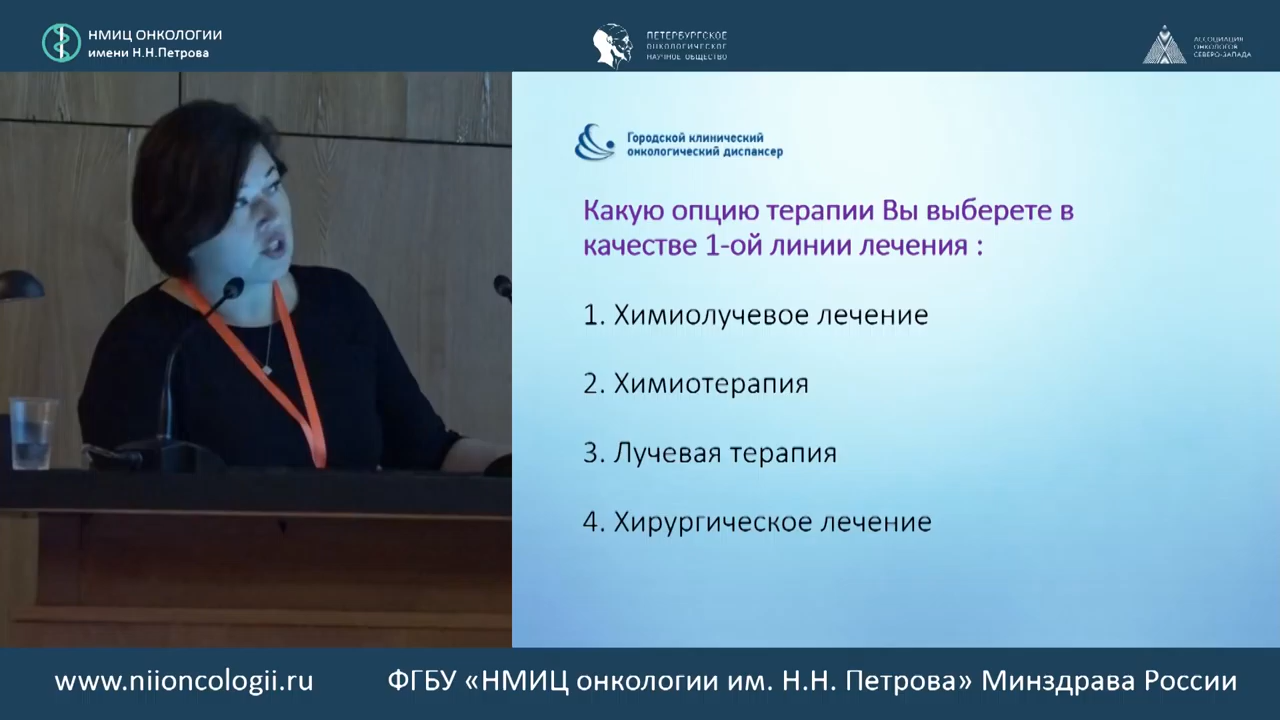 НМИЦ ОНКОЛОГИИ
имени Н.Н.Петрова
ПЕТЕРБУРГСКОЕ
ОНКОЛОГИЧЕСКОЕ
НАУЧНОЕ ОБЩЕСТВО
АССОЦИАЦИЯ
ОНКОЛОГОВ
СЕВЕРО-ЗАПАДА
Городской клинический
онкологический диспансер
Какую опцию терапии Вы выберете в
качестве 1-ой линии лечения :
1. Химиолучевое лечение
2. Химиотерапия
3. Лучевая терапия
4. Хирургическое лечение
www.niioncologii.ru
ФГБУ «НМИЦ онкологии им. Н.Н. Петрова» Минздрава России